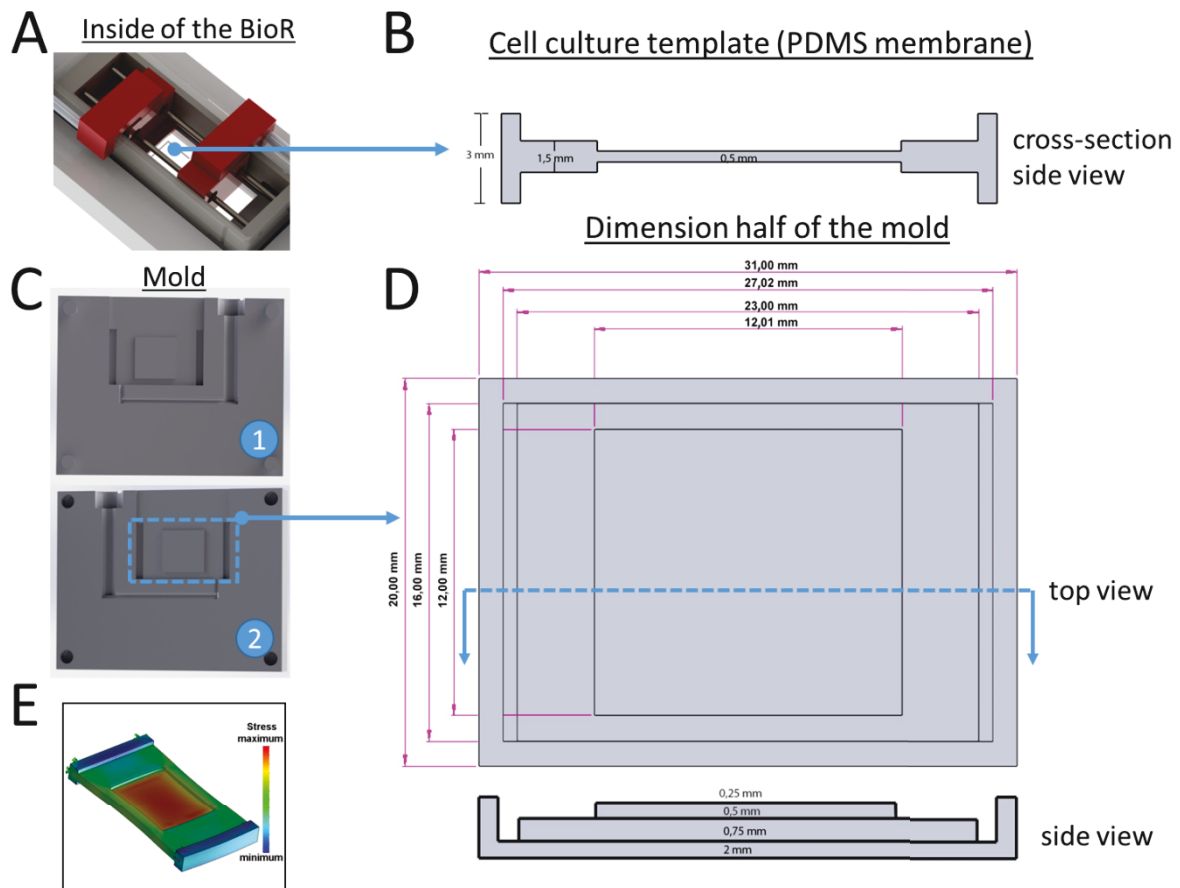 A
Inside of the BioR
B
Cell culture template (PDMS membrane)
3 mm
1,5 mm
0,5 mm
cross-section
side view
Dimension half of the mold
C
Mold
1
2
D
31,00 mm
27,02 mm
23,00 mm
12,01 mm
20,00 mm
16,00 mm
12,00 mm
top view
0,25 mm
0,5 mm
0,75 mm
2 mm
side view
E
Stress
maximum
minimum